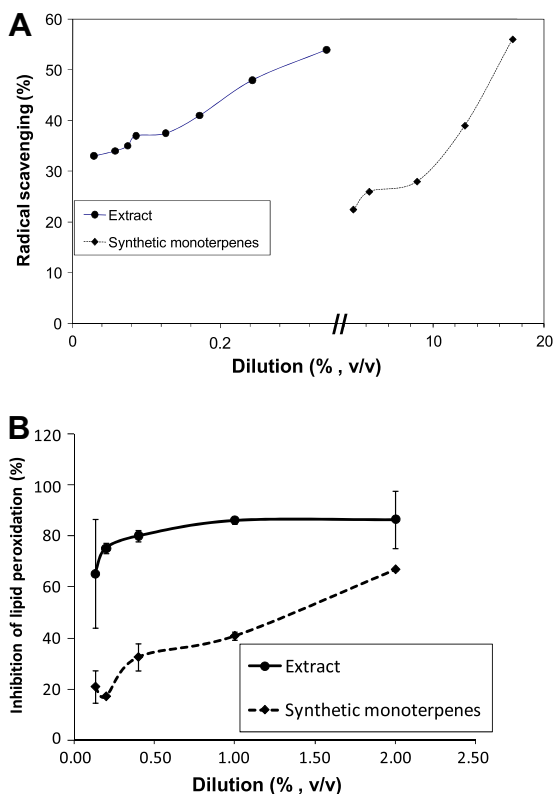 A
60
50
40
30
20
10
0
Radical scavenging (%)
Extract
Synthetic monoterpenes
0 0.2 // 10 20
Dilution (% , v/v)
B
120
100
80
60
40
20
0
Inhibition of lipid peroxidation (%)
Extract
Synthetic monoterpenes
0.00 0.50 1.00 1.50 2.00 2.50
Dilution (% , v/v)